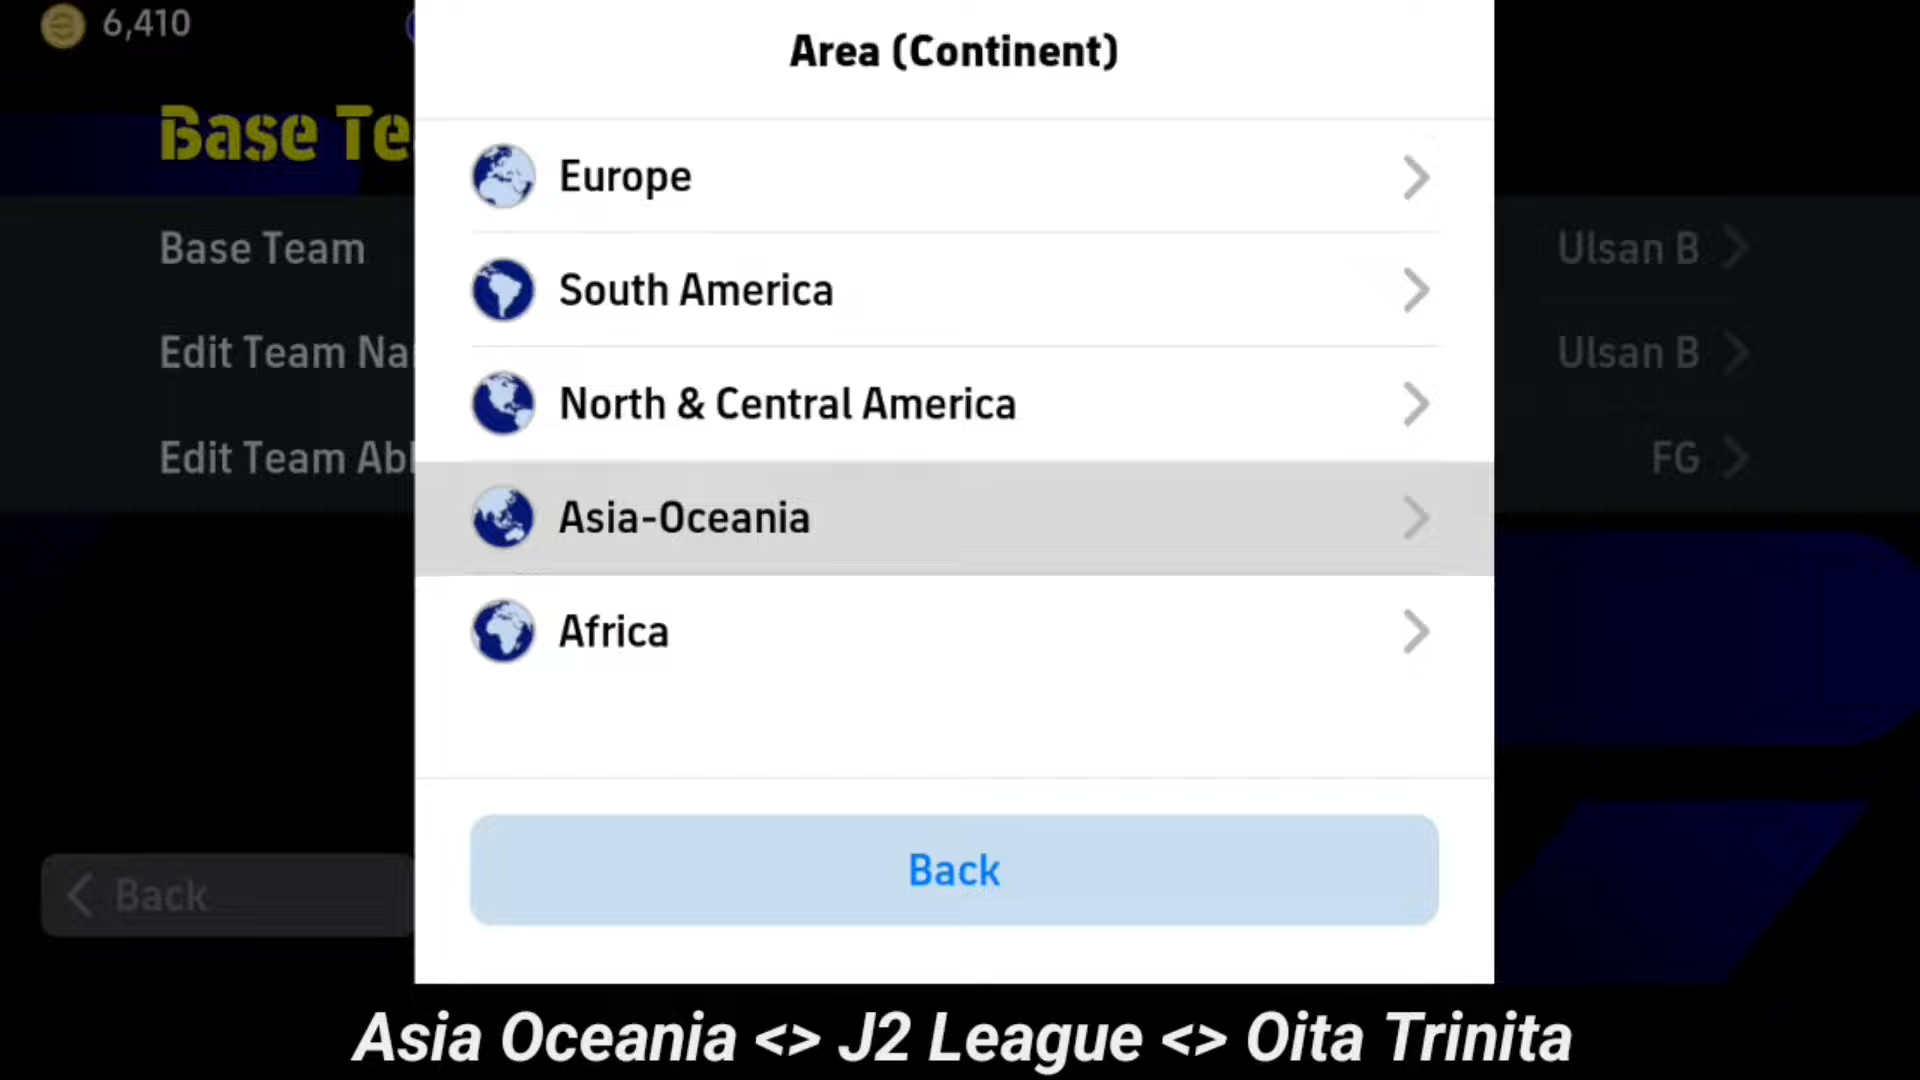 6,410
Area (Continent)
Base Te
Europe
Base Team
Ulsan B
South America
Edit Team Na
Ulsan B
North & Central America
Edit Team Ab
FG
Asia-Oceania
Africa
Back
Back
Asia Oceania <> J2 League <> Oita Trinita